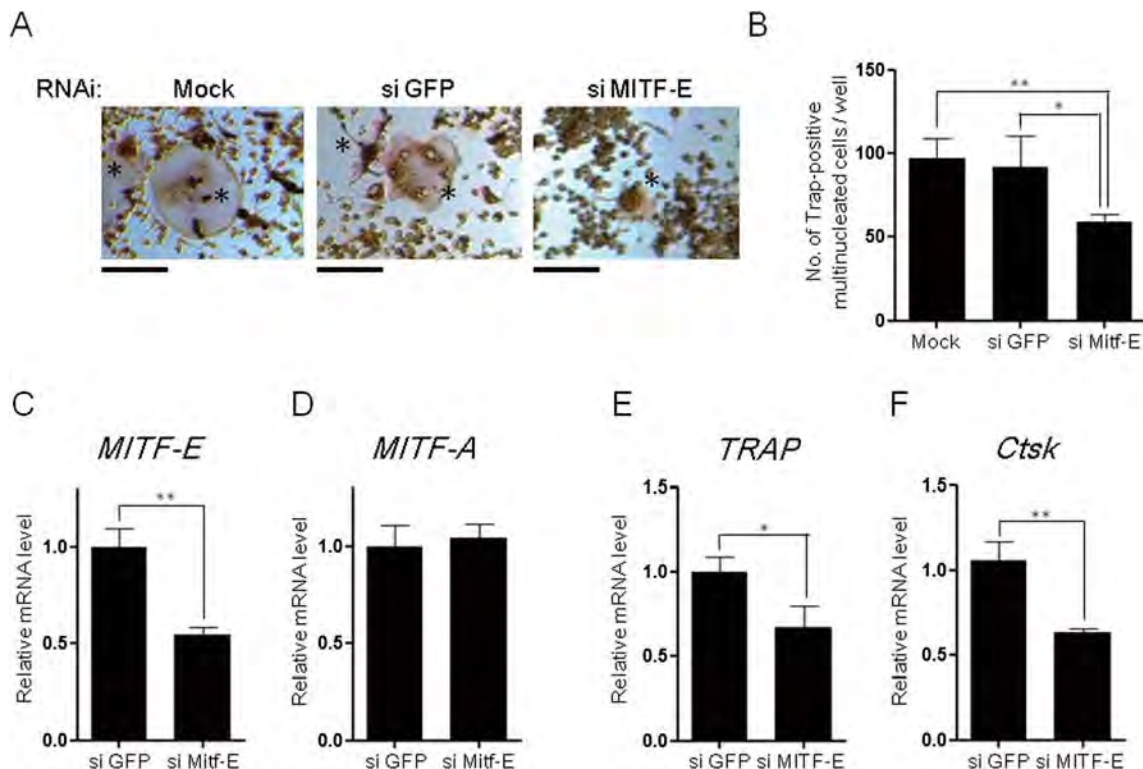 A
RNAi: Mock si GFP si MITF-E
* * * * *
B
No. of Trap-positive
multinucleated cells / well
150
100
50
0
**
*
Mock si GFP si Mitf-E
C
MITF-E
Relative mRNA level
1.0
0.5
0.0
**
si GFP si Mitf-E
D
MITF-A
Relative mRNA level
1.0
0.5
0.0
si GFP si Mitf-E
E
TRAP
Relative mRNA level
1.5
1.0
0.5
0.0
*
si GFP si MITF-E
F
Ctsk
Relative mRNA level
1.5
1.0
0.5
0.0
**
si GFP si MITF-E